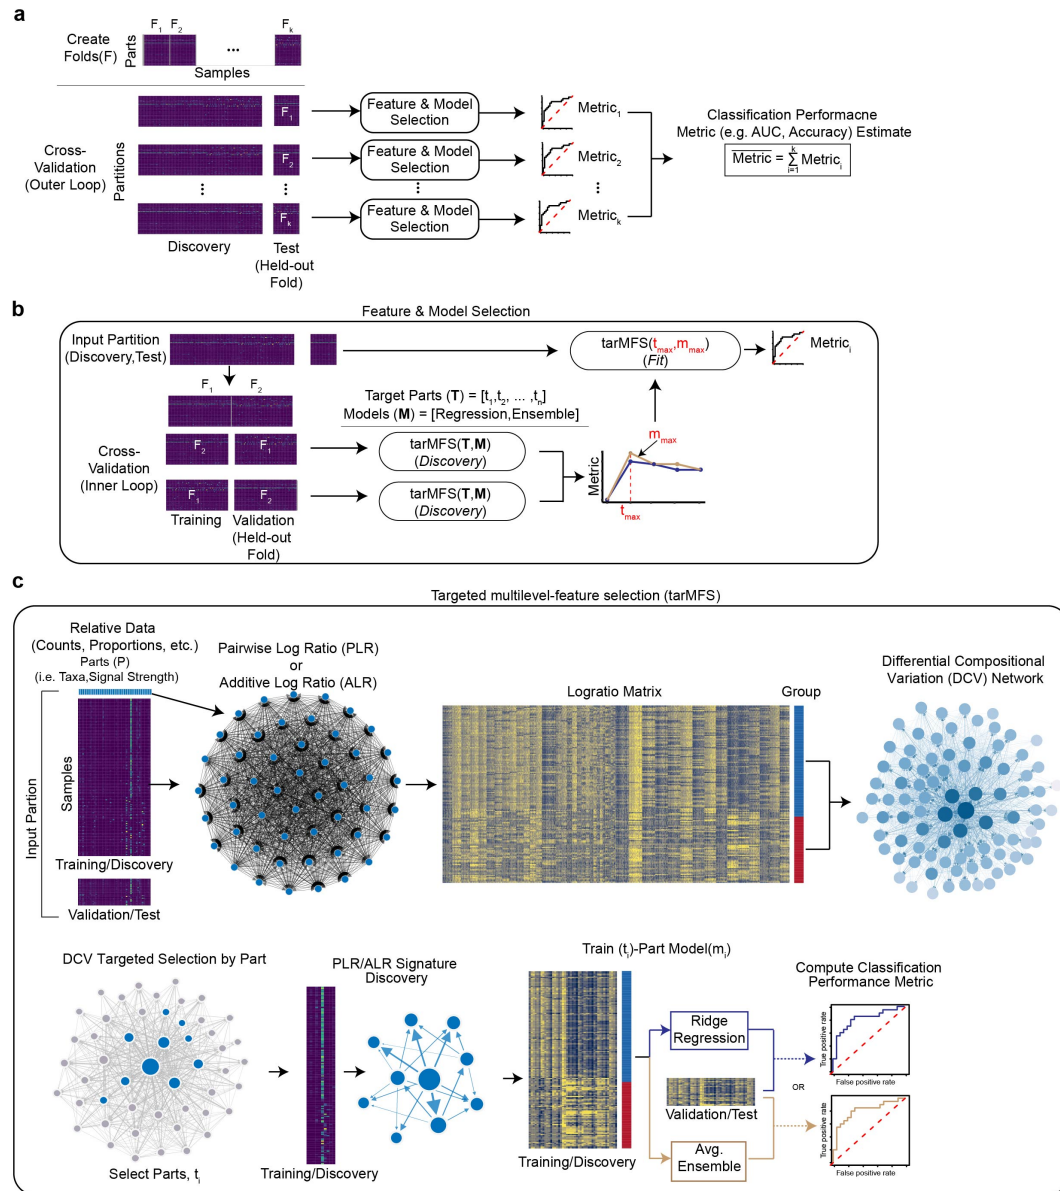 a
Create
Folds(F)
Parts
F1 F2
...
Fk
Samples
Cross-
Validation
(Outer Loop)
Partitions
F1
Feature & Model
Selection
Metric1
F2
Feature & Model
Selection
Metric2
Fk
Feature & Model
Selection
Metrick
Discovery
Test
(Held-out
Fold)
Classification Performacne
Metric (e.g. AUC, Accuracy) Estimate
Metric = k ∑ i=1 Metrici
b
Feature & Model Selection
Input Partition
(Discovery,Test)
tarMFS(tmax,mmax)
(Fit)
Metrici
F1
F2
Target Parts (T) = [t1,t2, ... ,tn]
Models (M) = [Regression,Ensemble]
Cross-
Validation
(Inner Loop)
F2
F1
tarMFS(T,M)
(Discovery)
F1
F2
tarMFS(T,M)
(Discovery)
Training
Validation
(Held-out
Fold)
Metric
mmax
tmax
c
Targeted multilevel-feature selection (tarMFS)
Relative Data
(Counts, Proportions, etc.)
Parts (P)
(i.e. Taxa,Signal Strength)
Input Partion
Samples
Training/Discovery
Validation/Test
Pairwise Log Ratio (PLR)
or
Additive Log Ratio (ALR)
Logratio Matrix
Group
Differential Compositional
Variation (DCV) Network
DCV Targeted Selection by Part
Select Parts, ti
PLR/ALR Signature
Discovery
Training/Discovery
Train (ti)-Part Model(mi)
Training/Discovery
Ridge
Regression
Validation/Test
Avg.
Ensemble
Compute Classification
Performance Metric
True positive rate
False positive rate
OR
True positive rate
False positive rate